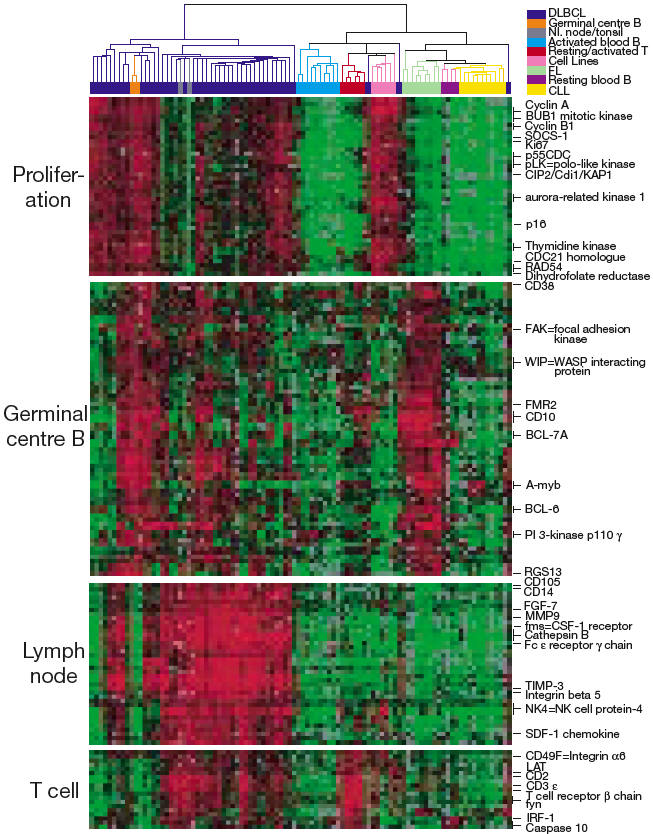 DLBCL
Germinal centre B
Nl. node/tonsil
Activated blood B
Resting/activated T
Cell Lines
FL
Resting blood B
CLL
Prolifer-
ation
Cyclin A
BUB1 mitotic kinase
Cyclin B1
SOCS-1
Ki67
p55CDC
pLK=polo-like kinase
CIP2/Cdi1/KAP1
aurora-related kinase 1
p16
Thymidine kinase
CDC21 homologue
RAD54
Dihydrofolate reductase
Germinal
centre B
CD38
FAK=focal adhesion
kinase
WIP=WASP interacting
protein
FMR2
CD10
BCL-7A
A-myb
BCL-6
PI 3-kinase p110 γ
RGS13
Lymph
node
CD105
CD14
FGF-7
MMP9
fms=CSF-1 receptor
Cathepsin B
Fc ε receptor γ chain
TIMP-3
Integrin beta 5
NK4=NK cell protein-4
SDF-1 chemokine
T cell
CD49F=Integrin α6
LAT
CD2
CD3 ε
T cell receptor β chain
fyn
IRF-1
Caspase 10